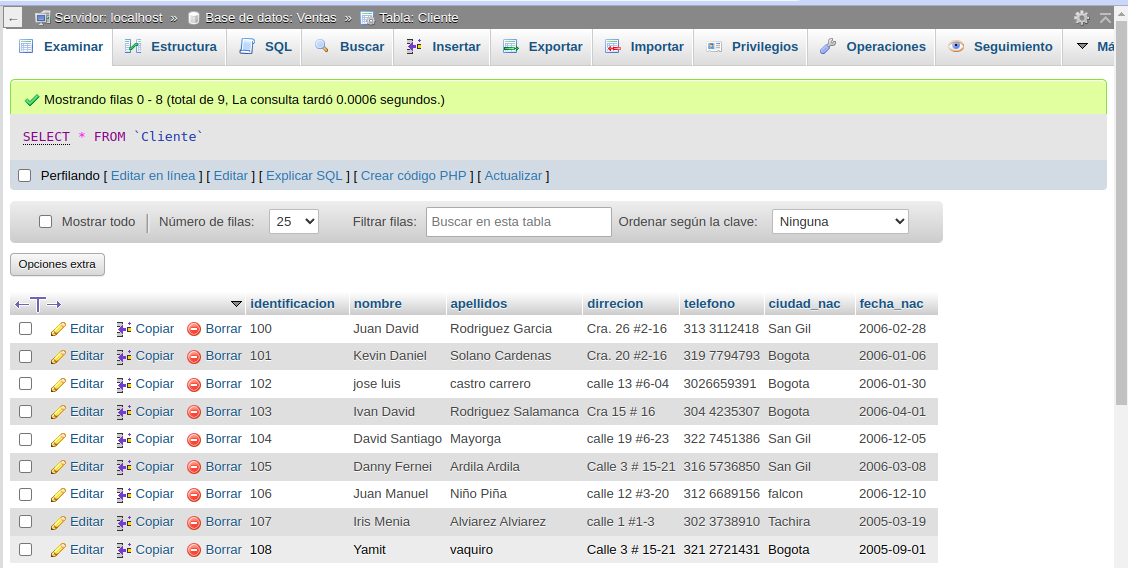 Servidor: localhost » Base de datos: Ventas » Tabla: Cliente
Examinar Estructura SQL Buscar Insertar Exportar Importar Privilegios Operaciones Seguimiento
Mostrando filas 0 - 8 (total de 9, La consulta tardó 0.0006 segundos.)
SELECT * FROM `Cliente`
Perfilando [ Editar en línea ] [ Editar ] [ Explicar SQL ] [ Crear código PHP ] [ Actualizar ]
Mostrar todo | Número de filas: 25 Filtrar filas: Buscar en esta tabla Ordenar según la clave: Ninguna
Opciones extra
←T→ identificacion nombre apellidos dirrecion telefono ciudad_nac fecha_nac
Editar Copiar Borrar 100 Juan David Rodriguez Garcia Cra. 26 #2-16 313 3112418 San Gil 2006-02-28
Editar Copiar Borrar 101 Kevin Daniel Solano Cardenas Cra. 20 #2-16 319 7794793 Bogota 2006-01-06
Editar Copiar Borrar 102 jose luis castro carrero calle 13 #6-04 3026659391 Bogota 2006-01-30
Editar Copiar Borrar 103 Ivan David Rodriguez Salamanca Cra 15 # 16 304 4235307 Bogota 2006-04-01
Editar Copiar Borrar 104 David Santiago Mayorga calle 19 #6-23 322 7451386 San Gil 2006-12-05
Editar Copiar Borrar 105 Danny Fernei Ardila Ardila Calle 3 # 15-21 316 5736850 San Gil 2006-03-08
Editar Copiar Borrar 106 Juan Manuel Niño Piña calle 12 #3-20 312 6689156 falcon 2006-12-10
Editar Copiar Borrar 107 Iris Menia Alviarez Alviarez calle 1 #1-3 302 3738910 Tachira 2005-03-19
Editar Copiar Borrar 108 Yamit vaquiro Calle 3 # 15-21 321 2721431 Bogota 2005-09-01